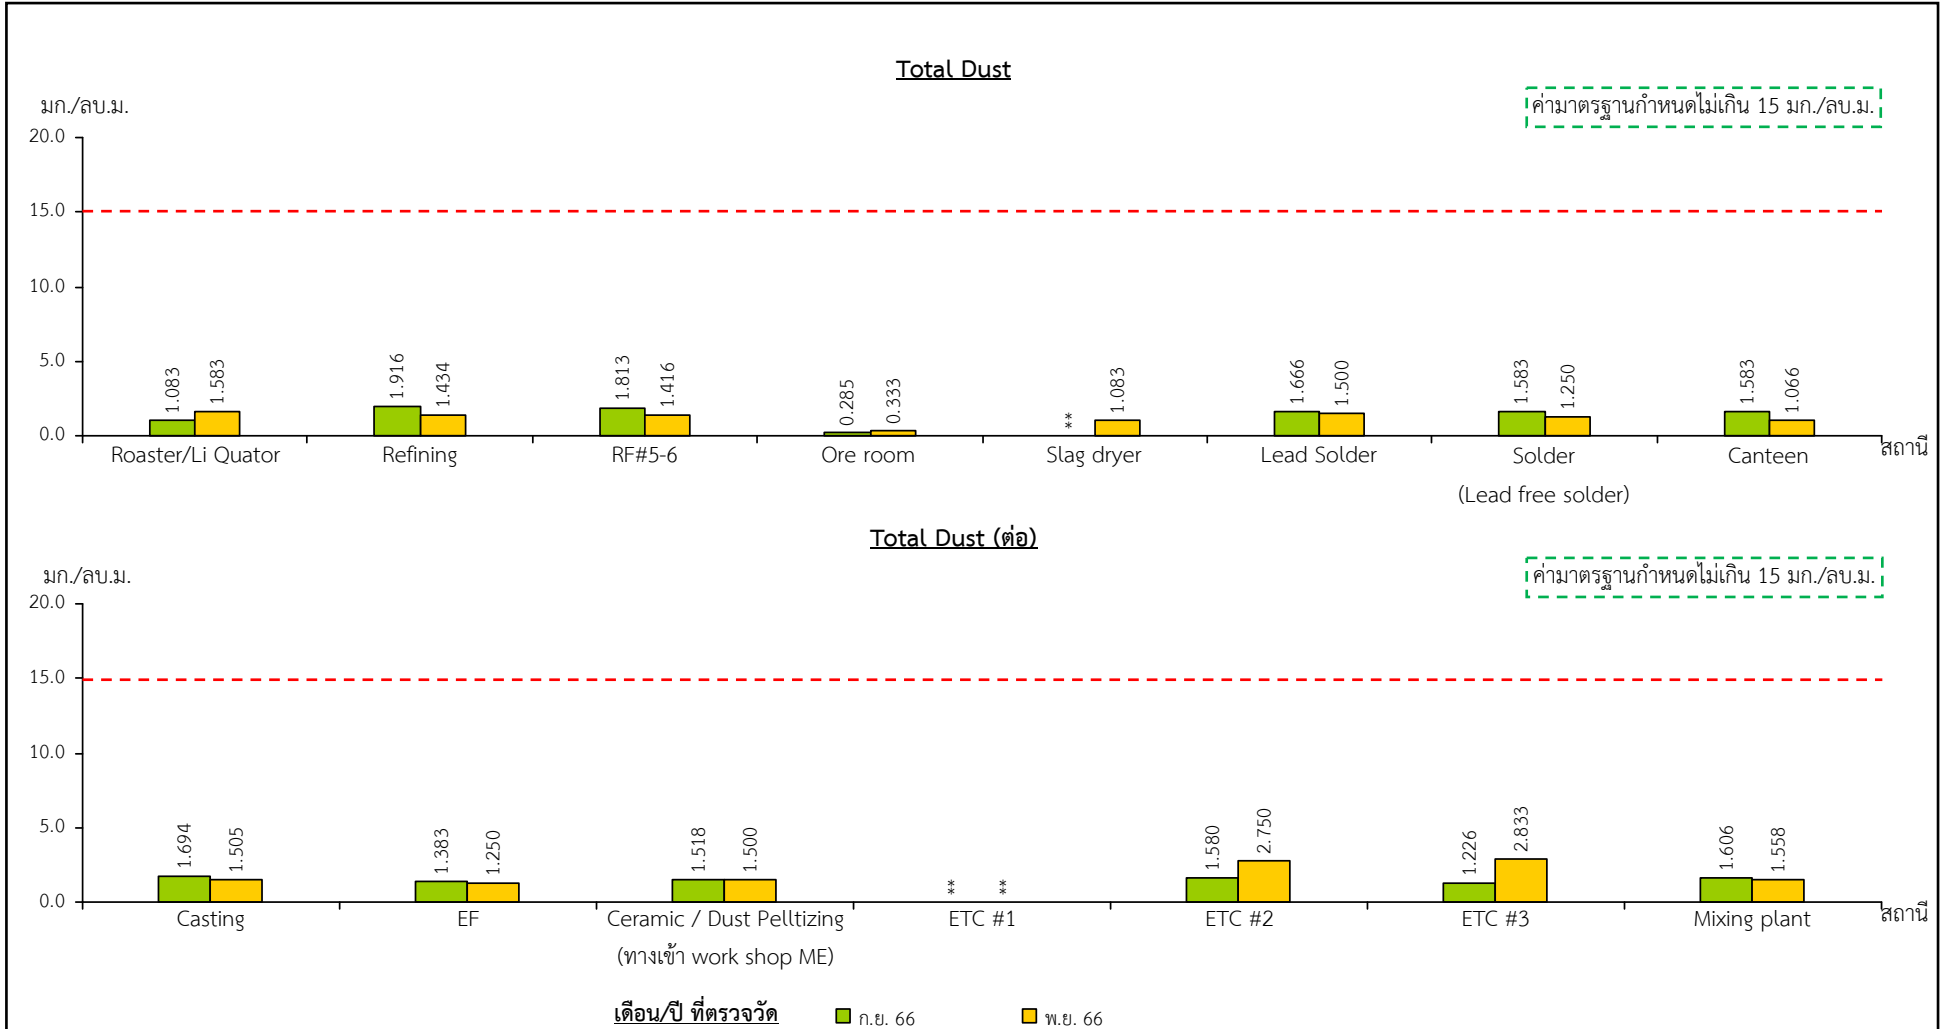 Total Dust
มก./ลบ.ม.
ค่ามาตรฐานกำหนดไม่เกิน 15 มก./ลบ.ม.
20.0
15.0
10.0
5.0
0.0
1.083 1.583 1.916 1.434 1.813 1.416 0.285 0.333 ** 1.083 1.666 1.500 1.583 1.250 1.583 1.066
Roaster/Li Quator Refining RF#5-6 Ore room Slag dryer Lead Solder Solder Canteen สถานี
(Lead free solder)
Total Dust (ต่อ)
มก./ลบ.ม.
ค่ามาตรฐานกำหนดไม่เกิน 15 มก./ลบ.ม.
20.0
15.0
10.0
5.0
0.0
1.694 1.505 1.383 1.250 1.518 1.500 ** ** 1.580 2.750 1.226 2.833 1.606 1.558
Casting EF Ceramic / Dust Pelltizing ETC #1 ETC #2 ETC #3 Mixing plant สถานี
(ทางเข้า work shop ME)
เดือน/ปี ที่ตรวจวัด ก.ย. 66 พ.ย. 66